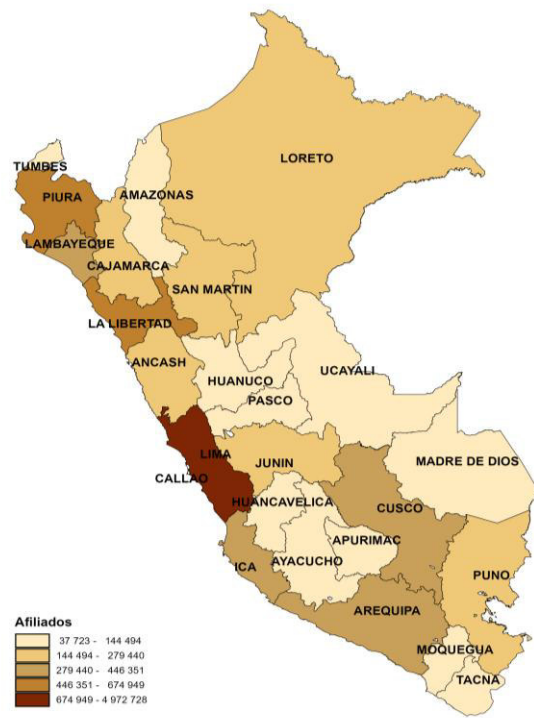 LORETO
TUMBES
PIURA
AMAZONAS
LAMBAYEQUE
CAJAMARCA
SAN MARTIN
LA LIBERTAD
ANCASH
HUANUCO
UCAYALI
PASCO
LIMA
JUNIN
MADRE DE DIOS
CALLAO
HUANCAVELICA
CUSCO
APURIMAC
ICA
AYACUCHO
PUNO
AREQUIPA
MOQUEGUA
TACNA
Afiliados
37 723 - 144 494
144 494 - 279 440
279 440 - 446 351
446 351 - 674 949
674 949 - 4 972 728